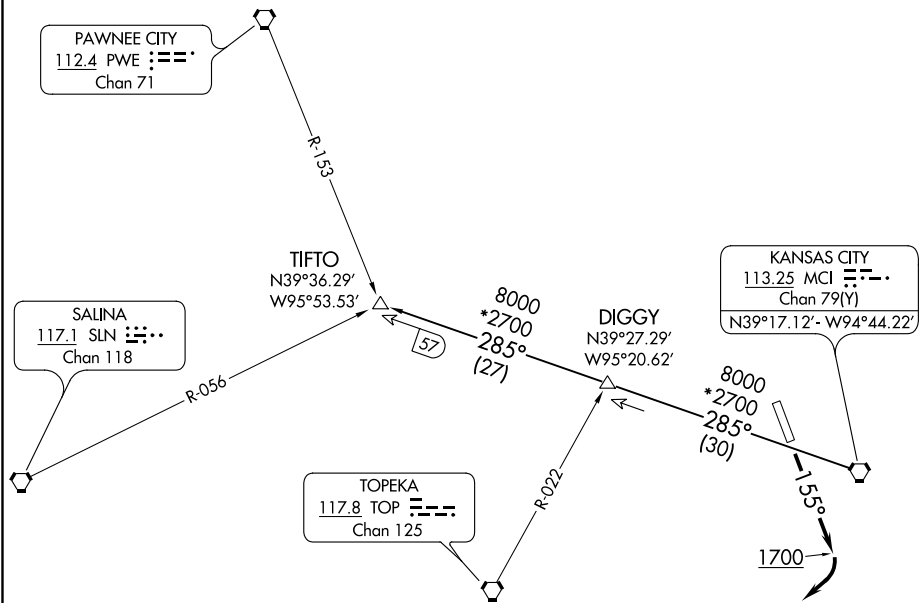 PAWNEE CITY
112.4 PWE
Chan 71
R-153
TIFTO
N39°36.29'
W95°53.53'
8000
*2700
285°
(27)
57
DIGGY
N39°27.29'
W95°20.62'
KANSAS CITY
113.25 MCI
Chan 79(Y)
N39°17.12'- W94°44.22'
8000
*2700
285°
(30)
SALINA
117.1 SLN
Chan 118
R-056
TOPEKA
117.8 TOP
Chan 125
R-022
155°
1700